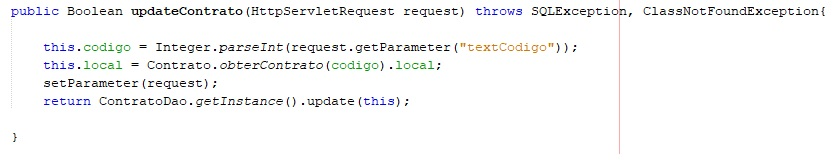 public Boolean updateContrato(HttpServletRequest request) throws SQLException, ClassNotFoundException{
this.codigo = Integer.parseInt(request.getParameter("textCodigo"));
this.local = Contrato.obterContrato(codigo).local;
setParameter(request);
return ContratoDao.getInstance().update(this);
}